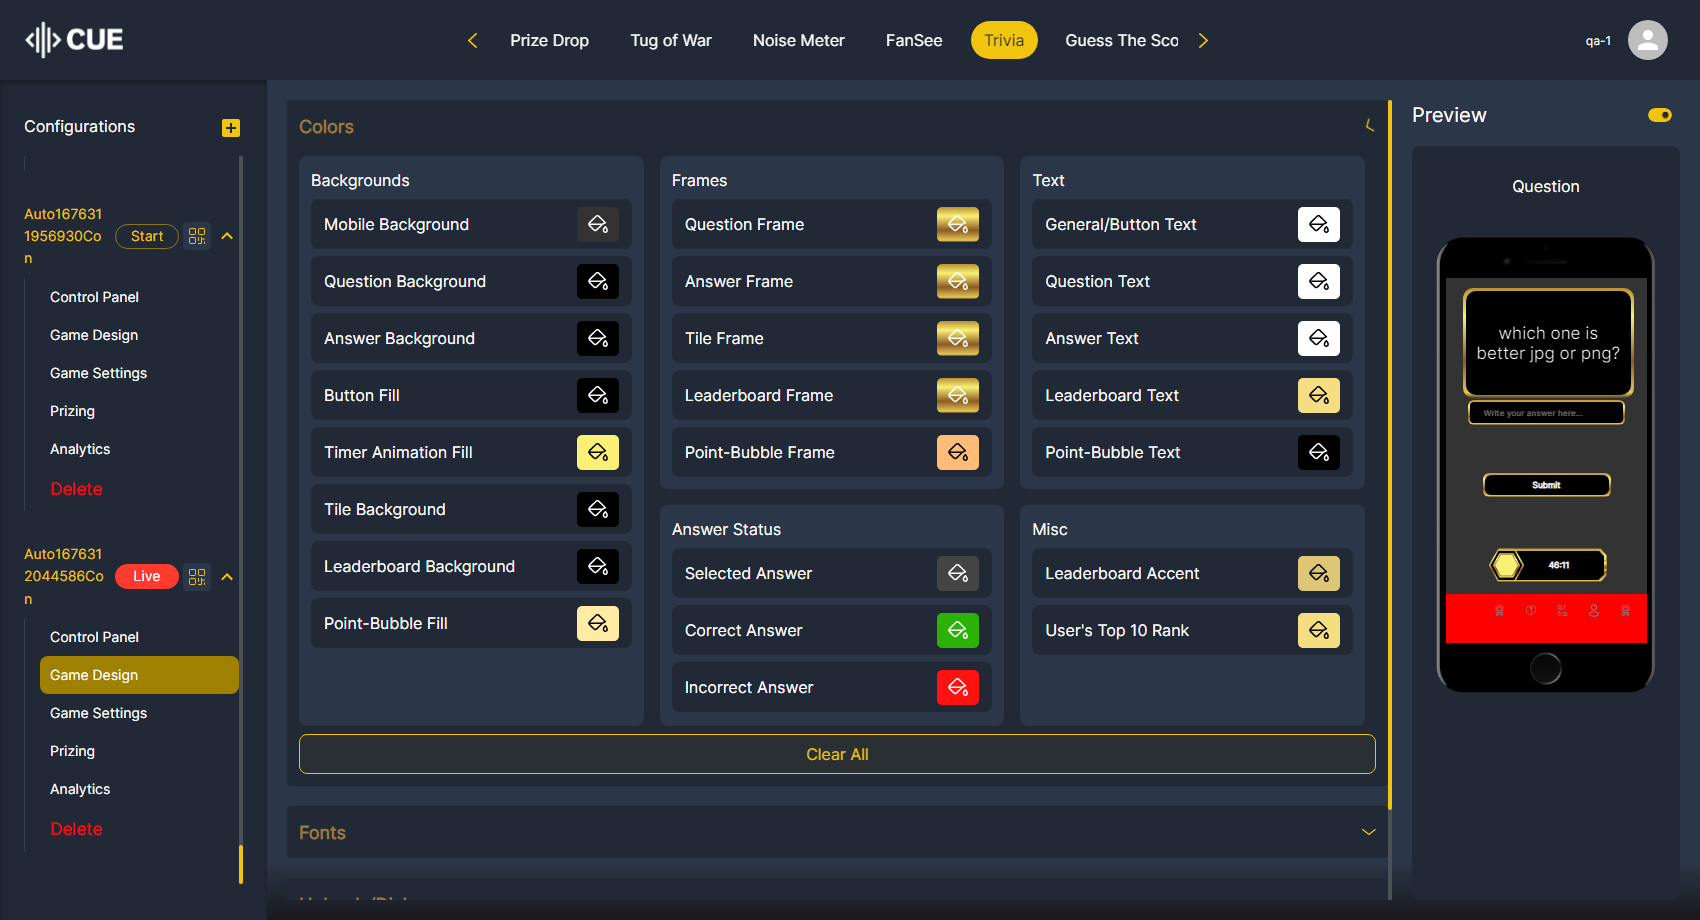 CUE
Prize Drop
Tug of War
Noise Meter
FanSee
Trivia
Guess The Sco
qa-1
Configurations
Auto167631
1956930Co
n
Start
Control Panel
Game Design
Game Settings
Prizing
Analytics
Delete
Auto167631
2044586Co
n
Live
Control Panel
Game Design
Game Settings
Prizing
Analytics
Delete
Colors
Backgrounds
Mobile Background
Question Background
Answer Background
Button Fill
Timer Animation Fill
Tile Background
Leaderboard Background
Point-Bubble Fill
Frames
Question Frame
Answer Frame
Tile Frame
Leaderboard Frame
Point-Bubble Frame
Text
General/Button Text
Question Text
Answer Text
Leaderboard Text
Point-Bubble Text
Answer Status
Selected Answer
Correct Answer
Incorrect Answer
Misc
Leaderboard Accent
User's Top 10 Rank
Clear All
Fonts
Preview
Question
which one is
better jpg or png?
Write your answer here...
Submit
46:11